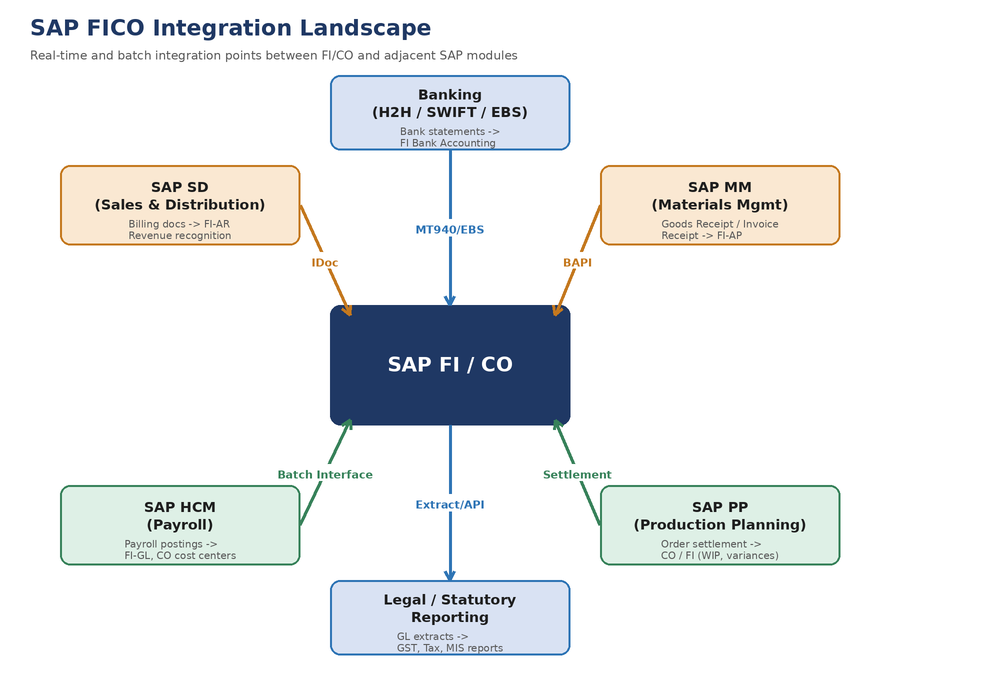 SAP FICO Integration Landscape
Real-time and batch integration points between FI/CO and adjacent SAP modules
Banking
(H2H / SWIFT / EBS)
Bank statements ->
FI Bank Accounting
SAP SD
(Sales & Distribution)
Billing docs -> FI-AR
Revenue recognition
SAP MM
(Materials Mgmt)
Goods Receipt / Invoice
Receipt -> FI-AP
MT940/EBS
IDoc
BAPI
SAP FI / CO
Batch Interface
Settlement
Extract/API
SAP HCM
(Payroll)
Payroll postings ->
FI-GL, CO cost centers
SAP PP
(Production Planning)
Order settlement ->
CO / FI (WIP, variances)
Legal / Statutory
Reporting
GL extracts ->
GST, Tax, MIS reports